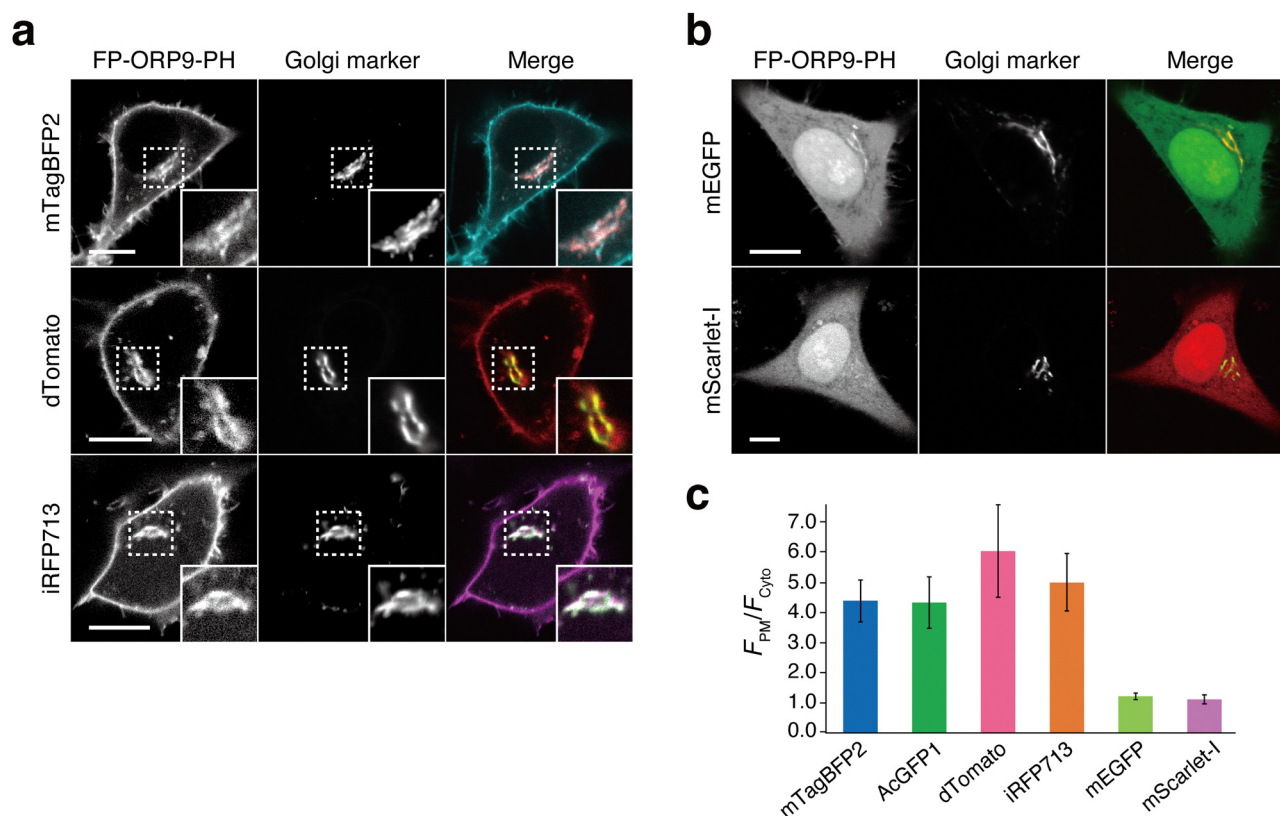 a
FP-ORP9-PH Golgi marker Merge
mTagBFP2
dTomato
iRFP713
b
FP-ORP9-PH Golgi marker Merge
mEGFP
mScarlet-I
c
FPM/FCyto
7.0
6.0
5.0
4.0
3.0
2.0
1.0
0.0
mTagBFP2
AcGFP1
dTomato
iRFP713
mEGFP
mScarlet-I